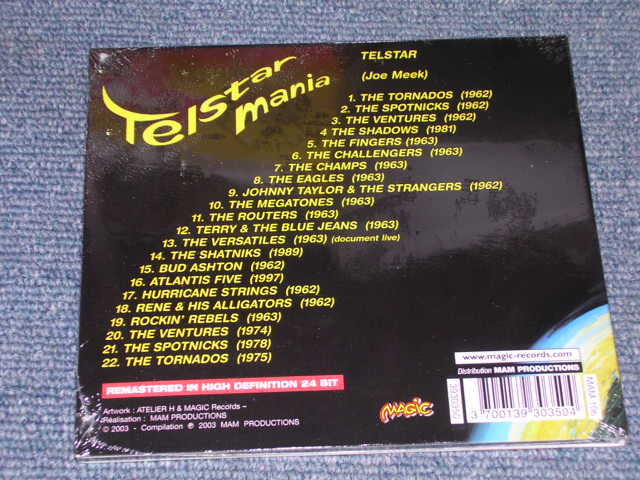 Telstar
mania
TELSTAR
(Joe Meek)
1. THE TORNADOS (1962)
2. THE SPOTNICKS (1962)
3. THE VENTURES (1962)
4 THE SHADOWS (1981)
5. THE FINGERS (1963)
6. THE CHALLENGERS (1963)
7. THE CHAMPS (1963)
8. THE EAGLES (1963)
9. JOHNNY TAYLOR & THE STRANGERS (1962)
10. THE MEGATONES (1963)
11. THE ROUTERS (1963)
12. TERRY & THE BLUE JEANS (1963)
13. THE VERSATILES (1963) (document live)
14. THE SHATNIKS (1989)
15. BUD ASHTON (1962)
16. ATLANTIS FIVE (1997)
17. HURRICANE STRINGS (1962)
18. RENE & HIS ALLIGATORS (1962)
19. ROCKIN' REBELS (1963)
20. THE VENTURES (1974)
21. THE SPOTNICKS (1978)
22. THE TORNADOS (1975)
REMASTERED IN HIGH DEFINITION 24 BIT
Artwork : ATELIER H & MAGIC Records –
Réalisation : MAM PRODUCTIONS
© 2003 - Compilation ℗ 2003 MAM PRODUCTIONS
MAGIC
www.magic-records.com
Distribution MAM PRODUCTIONS
3930350
3 700139 303504